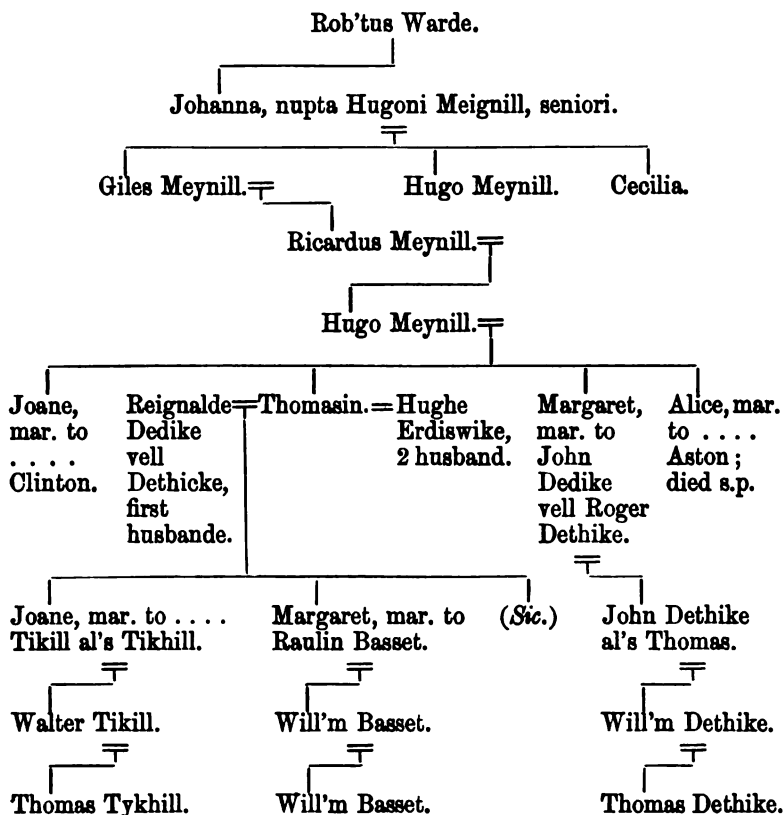 Rob'tus Warde.
Johanna, nupta Hugoni Meignill, seniori.
Giles Meynill. Hugo Meynill. Cecilia.
Ricardus Meynill.
Hugo Meynill.
Joane,
mar. to
. . . .
Clinton.
Reignalde
Dedike
vell
Dethicke,
first
husbande.
Thomasin.
Hughe
Erdiswike,
2 husband.
Margaret,
mar. to
John
Dedike
vell Roger
Dethike.
Alice, mar.
to . . . .
Aston;
died s.p.
Joane, mar. to . . . .
Tikill al's Tikhill.
Margaret, mar. to
Raulin Basset.
(Sic.)
John Dethike
al's Thomas.
Walter Tikill. Will'm Basset. Will'm Dethike.
Thomas Tykhill. Will'm Basset. Thomas Dethike.